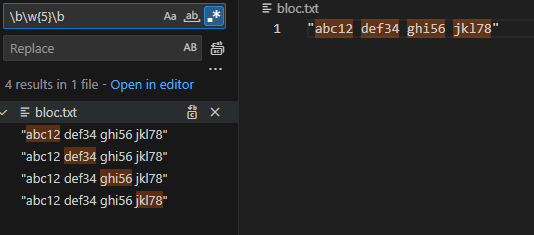 \b\w{5}\b
Aa ab .*
Replace
AB
...
4 results in 1 file - Open in editor
bloc.txt
"abc12 def34 ghi56 jkl78"
"abc12 def34 ghi56 jkl78"
"abc12 def34 ghi56 jkl78"
"abc12 def34 ghi56 jkl78"
bloc.txt
1 "abc12 def34 ghi56 jkl78"